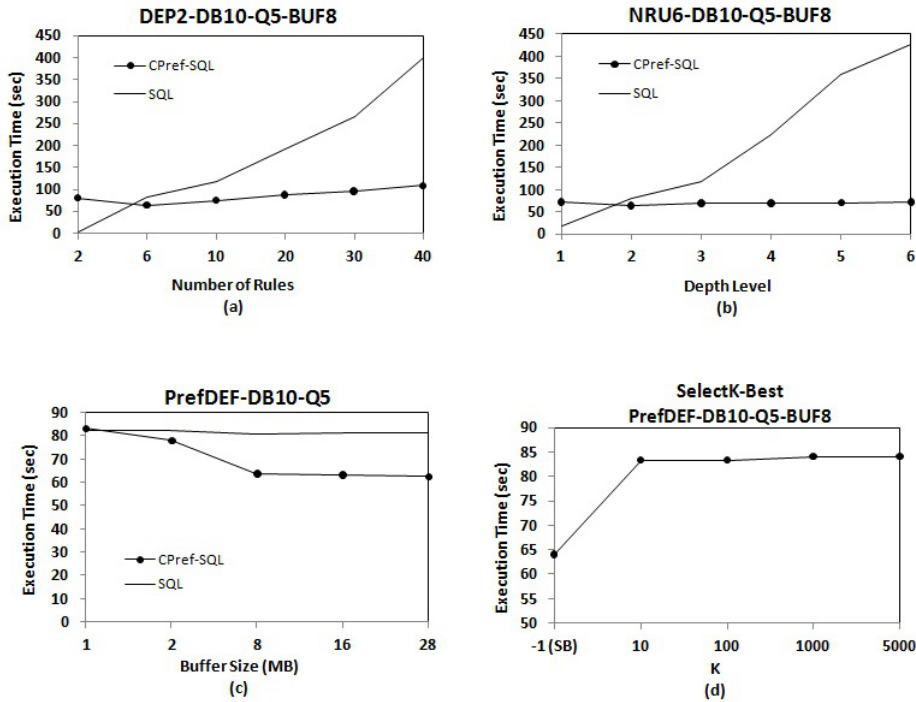 DEP2-DB10-Q5-BUF8
450
400
350
300
250
200
150
100
50
0
Execution Time (sec)
CPref-SQL
SQL
2 6 10 20 30 40
Number of Rules
(a)
NRU6-DB10-Q5-BUF8
450
400
350
300
250
200
150
100
50
0
Execution Time (sec)
CPref-SQL
SQL
1 2 3 4 5 6
Depth Level
(b)
PrefDEF-DB10-Q5
90
80
70
60
50
40
30
20
10
0
Execution Time (sec)
CPref-SQL
SQL
1 2 8 16 28
Buffer Size (MB)
(c)
SelectK-Best
PrefDEF-DB10-Q5-BUF8
90
85
80
75
70
65
60
55
50
Execution Time (sec)
-1 (SB) 10 100 1000 5000
K
(d)